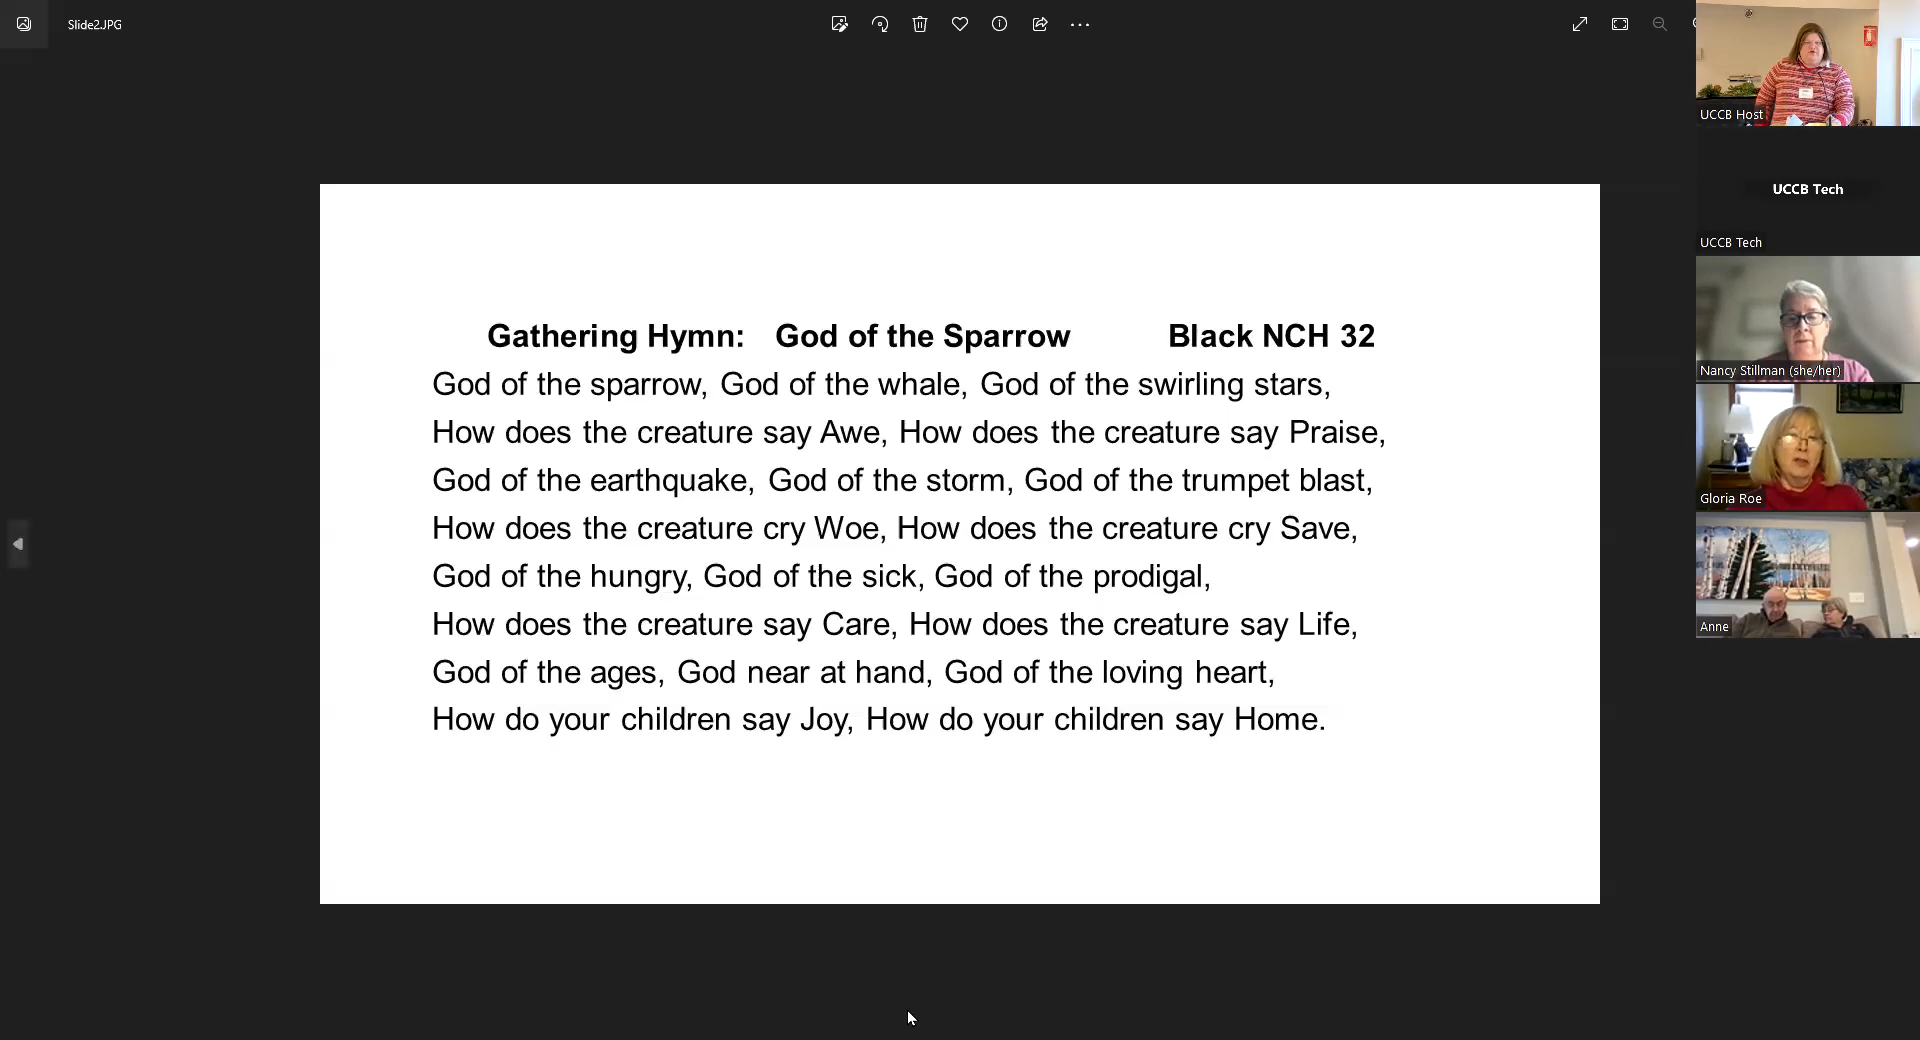 Slide2.JPG
Gathering Hymn: God of the Sparrow Black NCH 32
God of the sparrow, God of the whale, God of the swirling stars,
How does the creature say Awe, How does the creature say Praise,
God of the earthquake, God of the storm, God of the trumpet blast,
How does the creature cry Woe, How does the creature cry Save,
God of the hungry, God of the sick, God of the prodigal,
How does the creature say Care, How does the creature say Life,
God of the ages, God near at hand, God of the loving heart,
How do your children say Joy, How do your children say Home.
UCCB Host
UCCB Tech
UCCB Tech
Nancy Stillman (she/her)
Gloria Roe
Anne